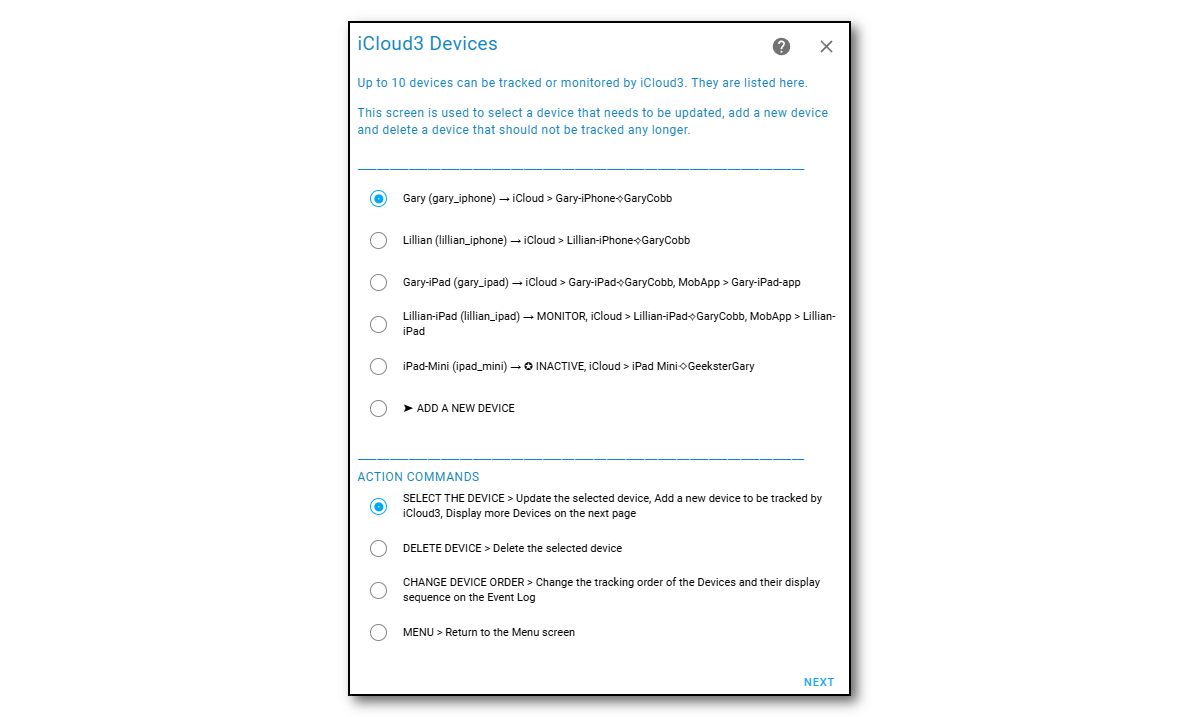 iCloud3 Devices
Up to 10 devices can be tracked or monitored by iCloud3. They are listed here.
This screen is used to select a device that needs to be updated, add a new device
and delete a device that should not be tracked any longer.
Gary (gary_iphone) → iCloud > Gary-iPhone✧GaryCobb
Lillian (lillian_iphone) → iCloud > Lillian-iPhone✧GaryCobb
Gary-iPad (gary_ipad) → iCloud > Gary-iPad✧GaryCobb, MobApp > Gary-iPad-app
Lillian-iPad (lillian_ipad) → MONITOR, iCloud > Lillian-iPad✧GaryCobb, MobApp > Lillian-
iPad
iPad-Mini (ipad_mini) → ✪ INACTIVE, iCloud > iPad Mini✧GeeksterGary
➤ ADD A NEW DEVICE
ACTION COMMANDS
SELECT THE DEVICE > Update the selected device, Add a new device to be tracked by
iCloud3, Display more Devices on the next page
DELETE DEVICE > Delete the selected device
CHANGE DEVICE ORDER > Change the tracking order of the Devices and their display
sequence on the Event Log
MENU > Return to the Menu screen
NEXT